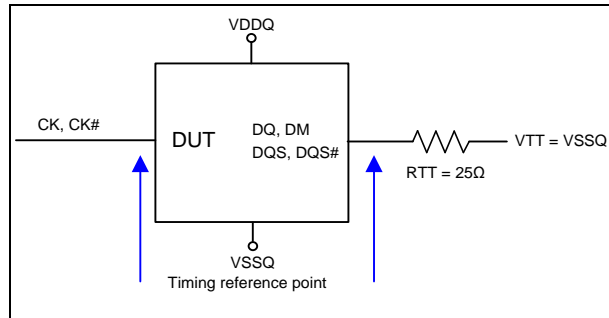 VDDQ
CK, CK#
DUT
DQ, DM
DQS, DQS#
VTT = VSSQ
RTT = 25Ω
VSSQ
Timing reference point